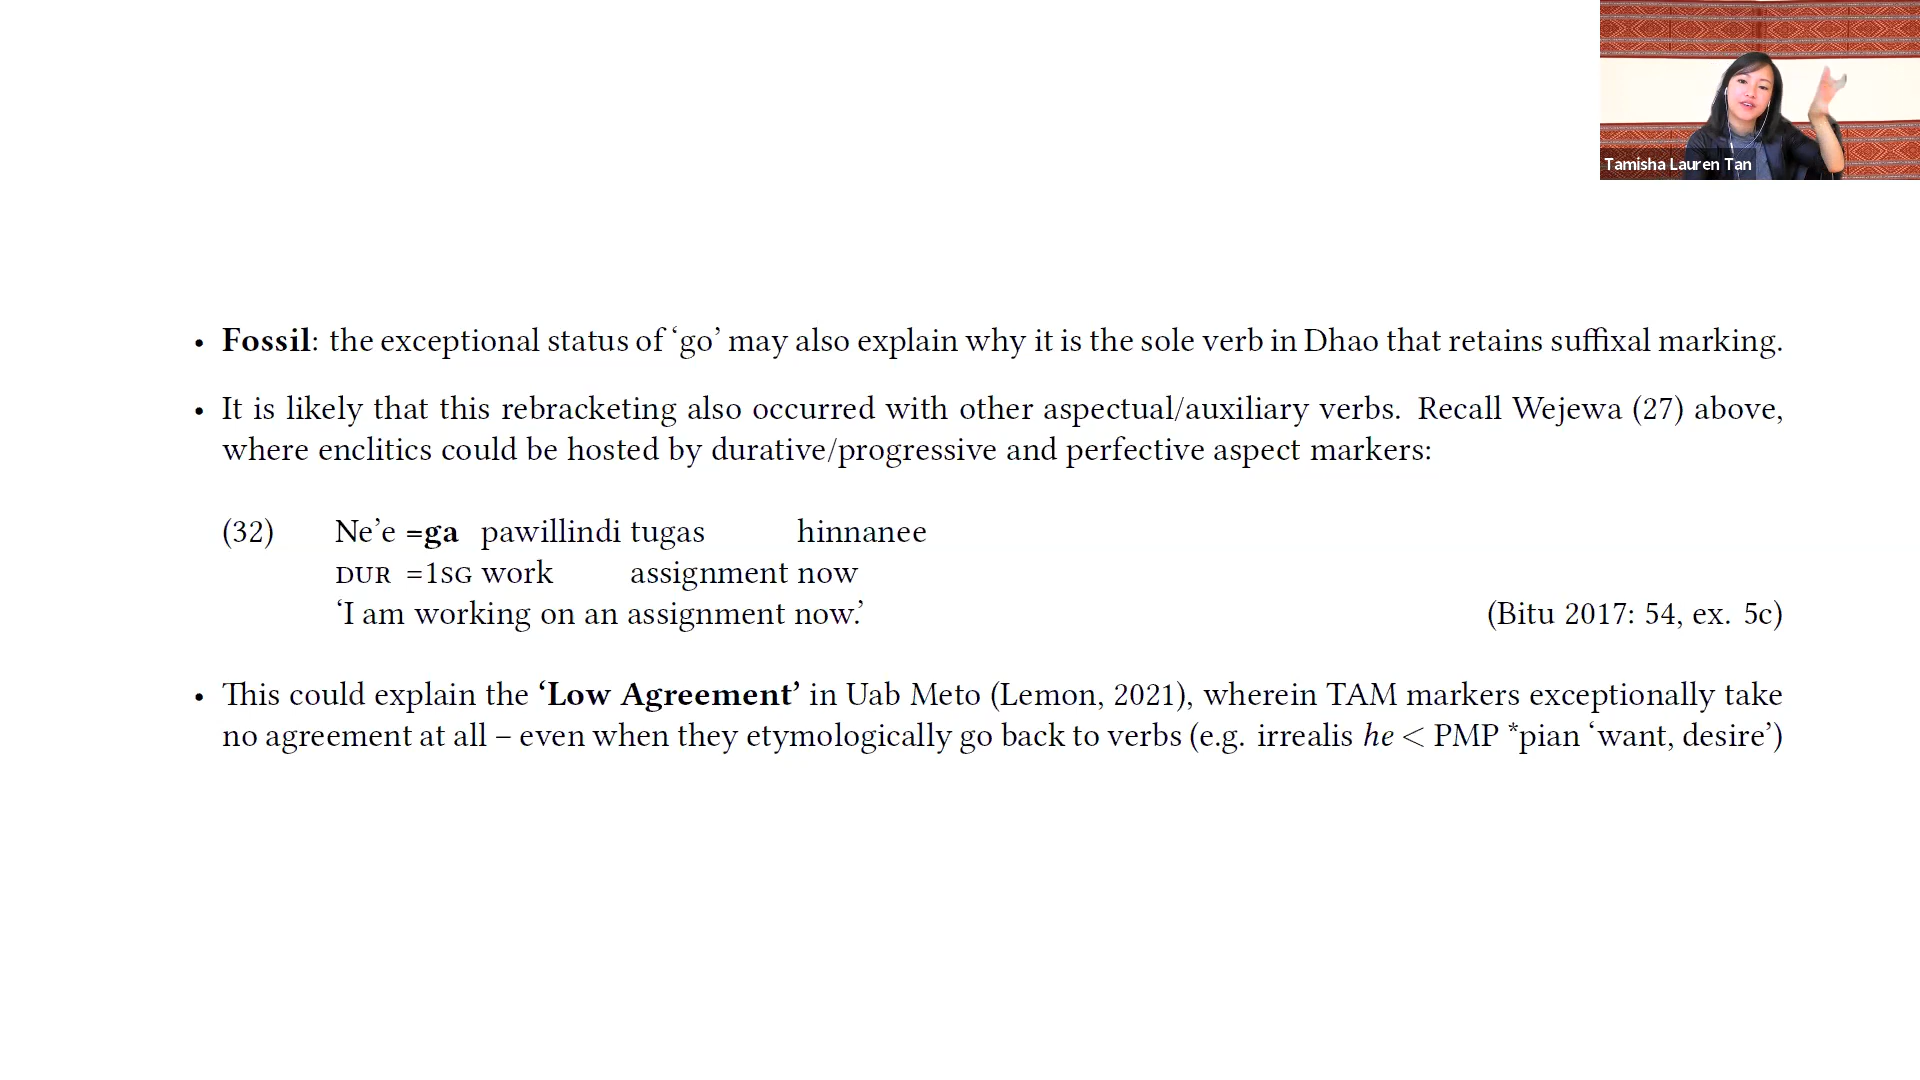 Tamisha Lauren Tan
• Fossil: the exceptional status of ‘go’ may also explain why it is the sole verb in Dhao that retains suffixal marking.
• It is likely that this rebracketing also occurred with other aspectual/auxiliary verbs. Recall Wejewa (27) above,
where enclitics could be hosted by durative/progressive and perfective aspect markers:
(32) Ne’e =ga pawillindi tugas hinnanee
DUR =1SG work assignment now
‘I am working on an assignment now.’ (Bitu 2017: 54, ex. 5c)
• This could explain the ‘Low Agreement’ in Uab Meto (Lemon, 2021), wherein TAM markers exceptionally take
no agreement at all – even when they etymologically go back to verbs (e.g. irrealis he < PMP *pian ‘want, desire’)